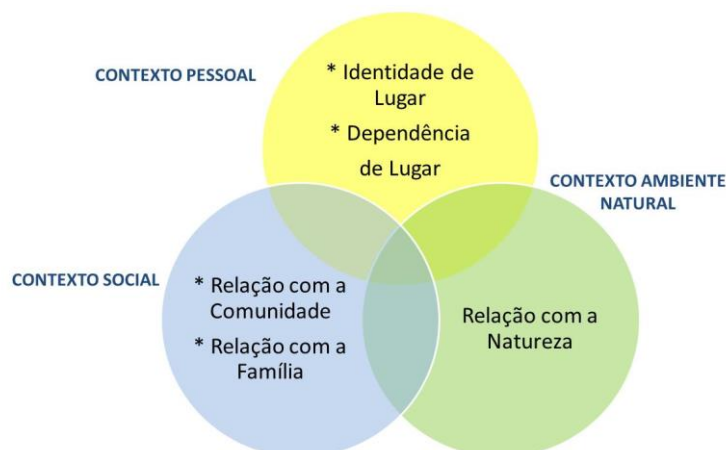 CONTEXTO PESSOAL
* Identidade de
Lugar
* Dependência
de Lugar
CONTEXTO AMBIENTE
NATURAL
CONTEXTO SOCIAL
* Relação com a
Comunidade
* Relação com a
Família
Relação com a
Natureza